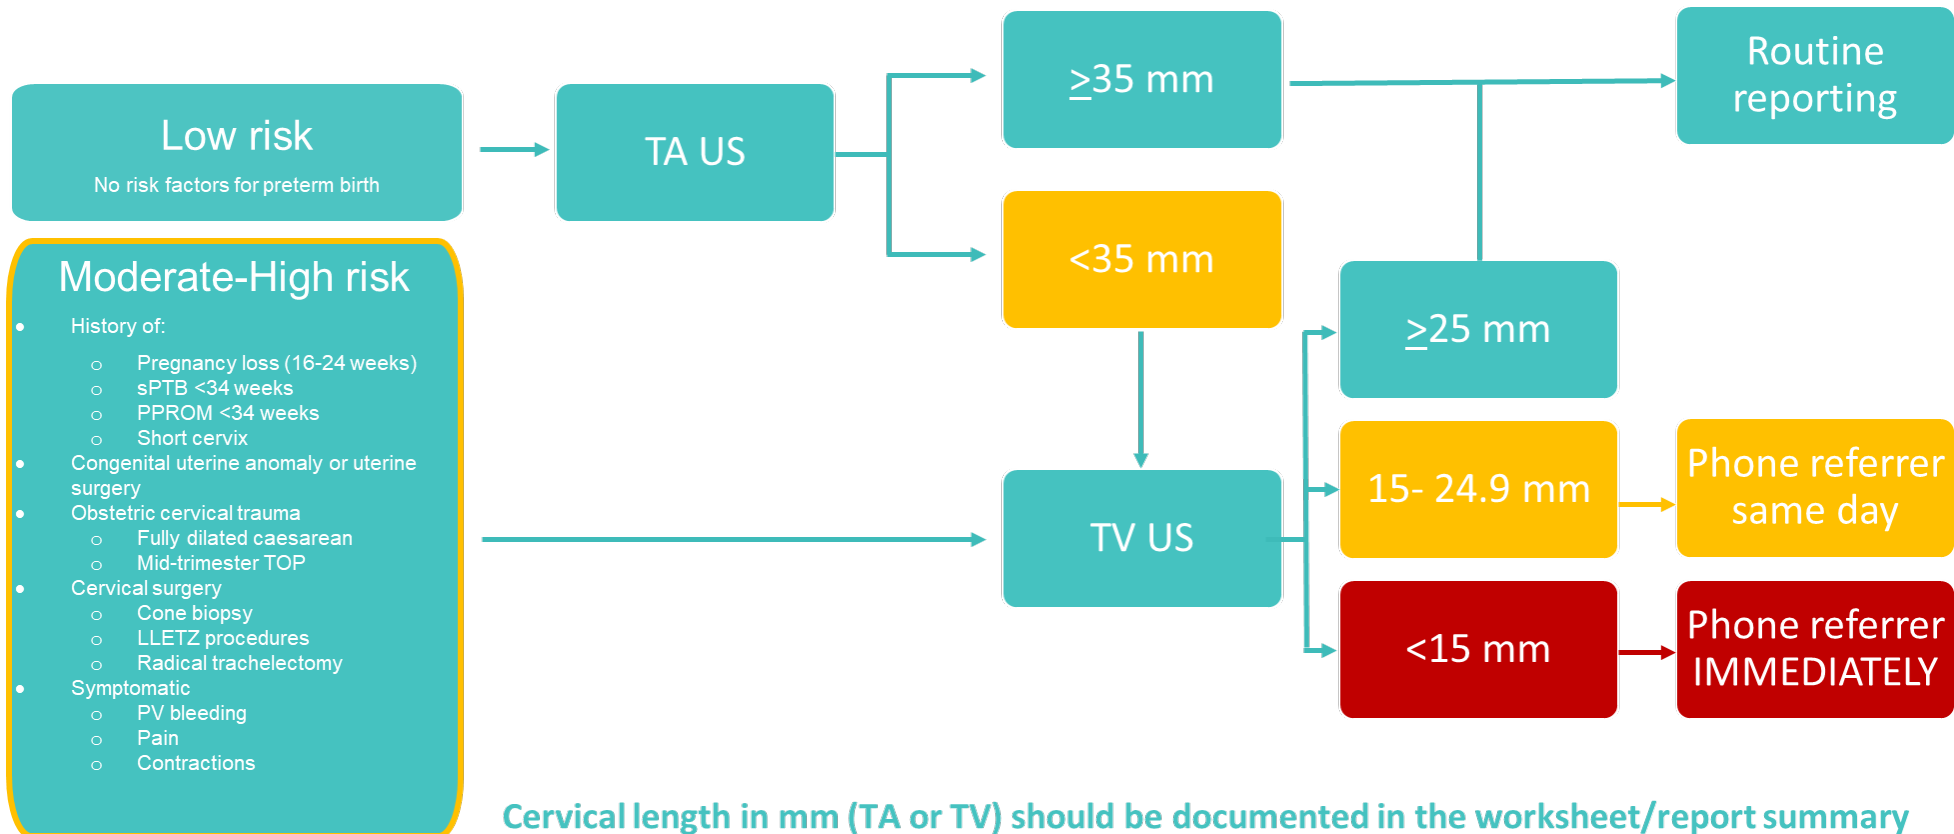 Low risk
No risk factors for preterm birth
Moderate-High risk
• History of:
o Pregnancy loss (16-24 weeks)
o sPTB <34 weeks
o PPROM <34 weeks
o Short cervix
• Congenital uterine anomaly or uterine
surgery
• Obstetric cervical trauma
o Fully dilated caesarean
o Mid-trimester TOP
• Cervical surgery
o Cone biopsy
o LLETZ procedures
o Radical trachelectomy
• Symptomatic
o PV bleeding
o Pain
o Contractions
TA US
≥35 mm
<35 mm
TV US
≥25 mm
15- 24.9 mm
<15 mm
Routine
reporting
Phone referrer
same day
Phone referrer
IMMEDIATELY
Cervical length in mm (TA or TV) should be documented in the worksheet/report summary